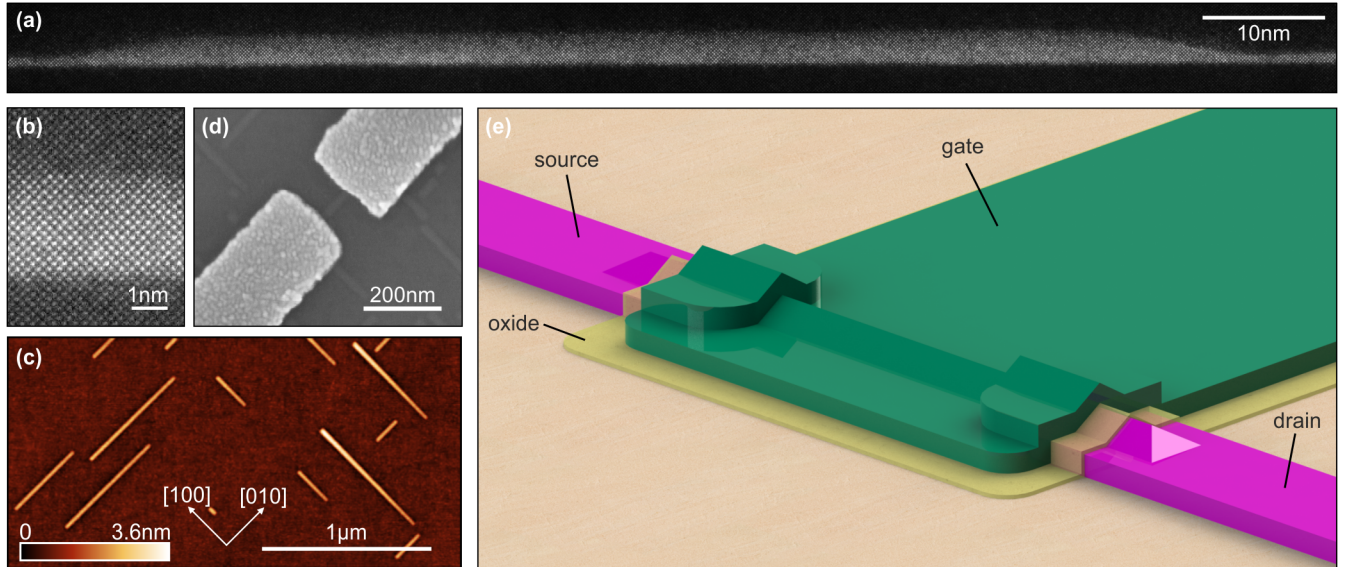 (a)
10nm
(b)
1nm
(d)
200nm
(c)
[100]
[010]
0
3.6nm
1µm
(e)
source
gate
oxide
drain